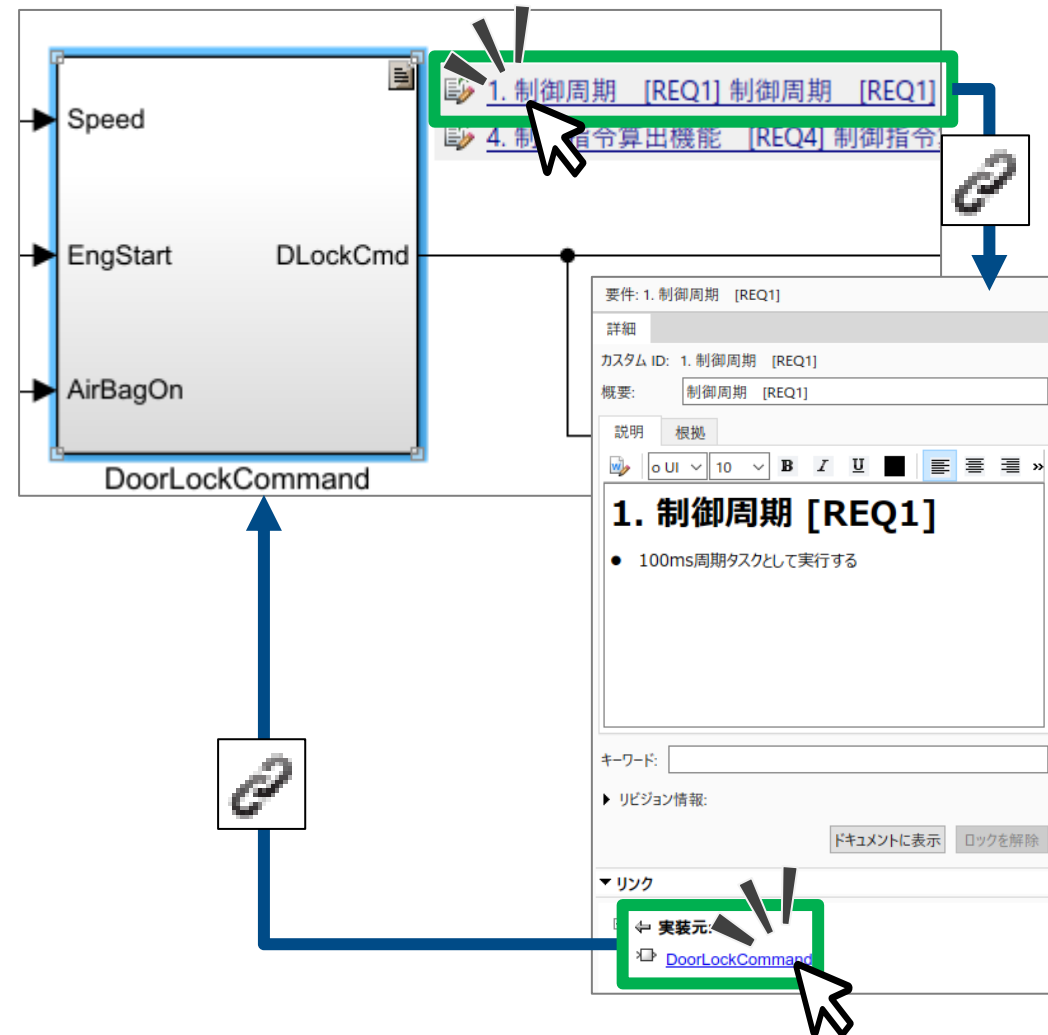 Speed
EngStart
DLockCmd
AirBagOn
DoorLockCommand
1. 制御周期 [REQ1] 制御周期 [REQ1]
4. 制 指令算出機能 [REQ4] 制御指令
要件: 1. 制御周期 [REQ1]
詳細
カスタム ID: 1. 制御周期 [REQ1]
概要: 制御周期 [REQ1]
説明 根拠
o UI 10 B I U »
1. 制御周期 [REQ1]
● 100ms周期タスクとして実行する
キーワード:
リビジョン情報:
ドキュメントに表示 ロックを解除
リンク
実装元:
DoorLockCommand